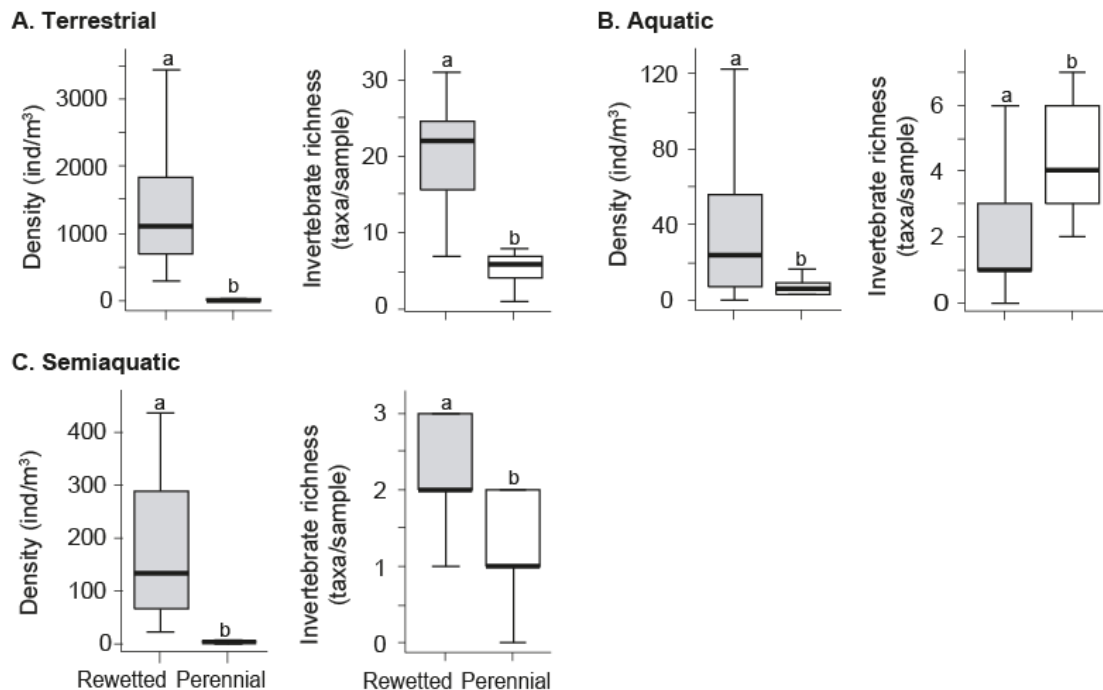 A. Terrestrial
B. Aquatic
Density (ind/m³)
3000
2000
1000
0
a
b
Invertebrate richness
(taxa/sample)
30
20
10
0
a
b
Density (ind/m³)
120
80
40
0
a
b
Invertebrate richness
(taxa/sample)
6
4
2
0
a
b
C. Semiaquatic
Density (ind/m³)
400
300
200
100
0
a
b
Rewetted Perennial
Invertebrate richness
(taxa/sample)
3
2
1
0
a
b
Rewetted Perennial